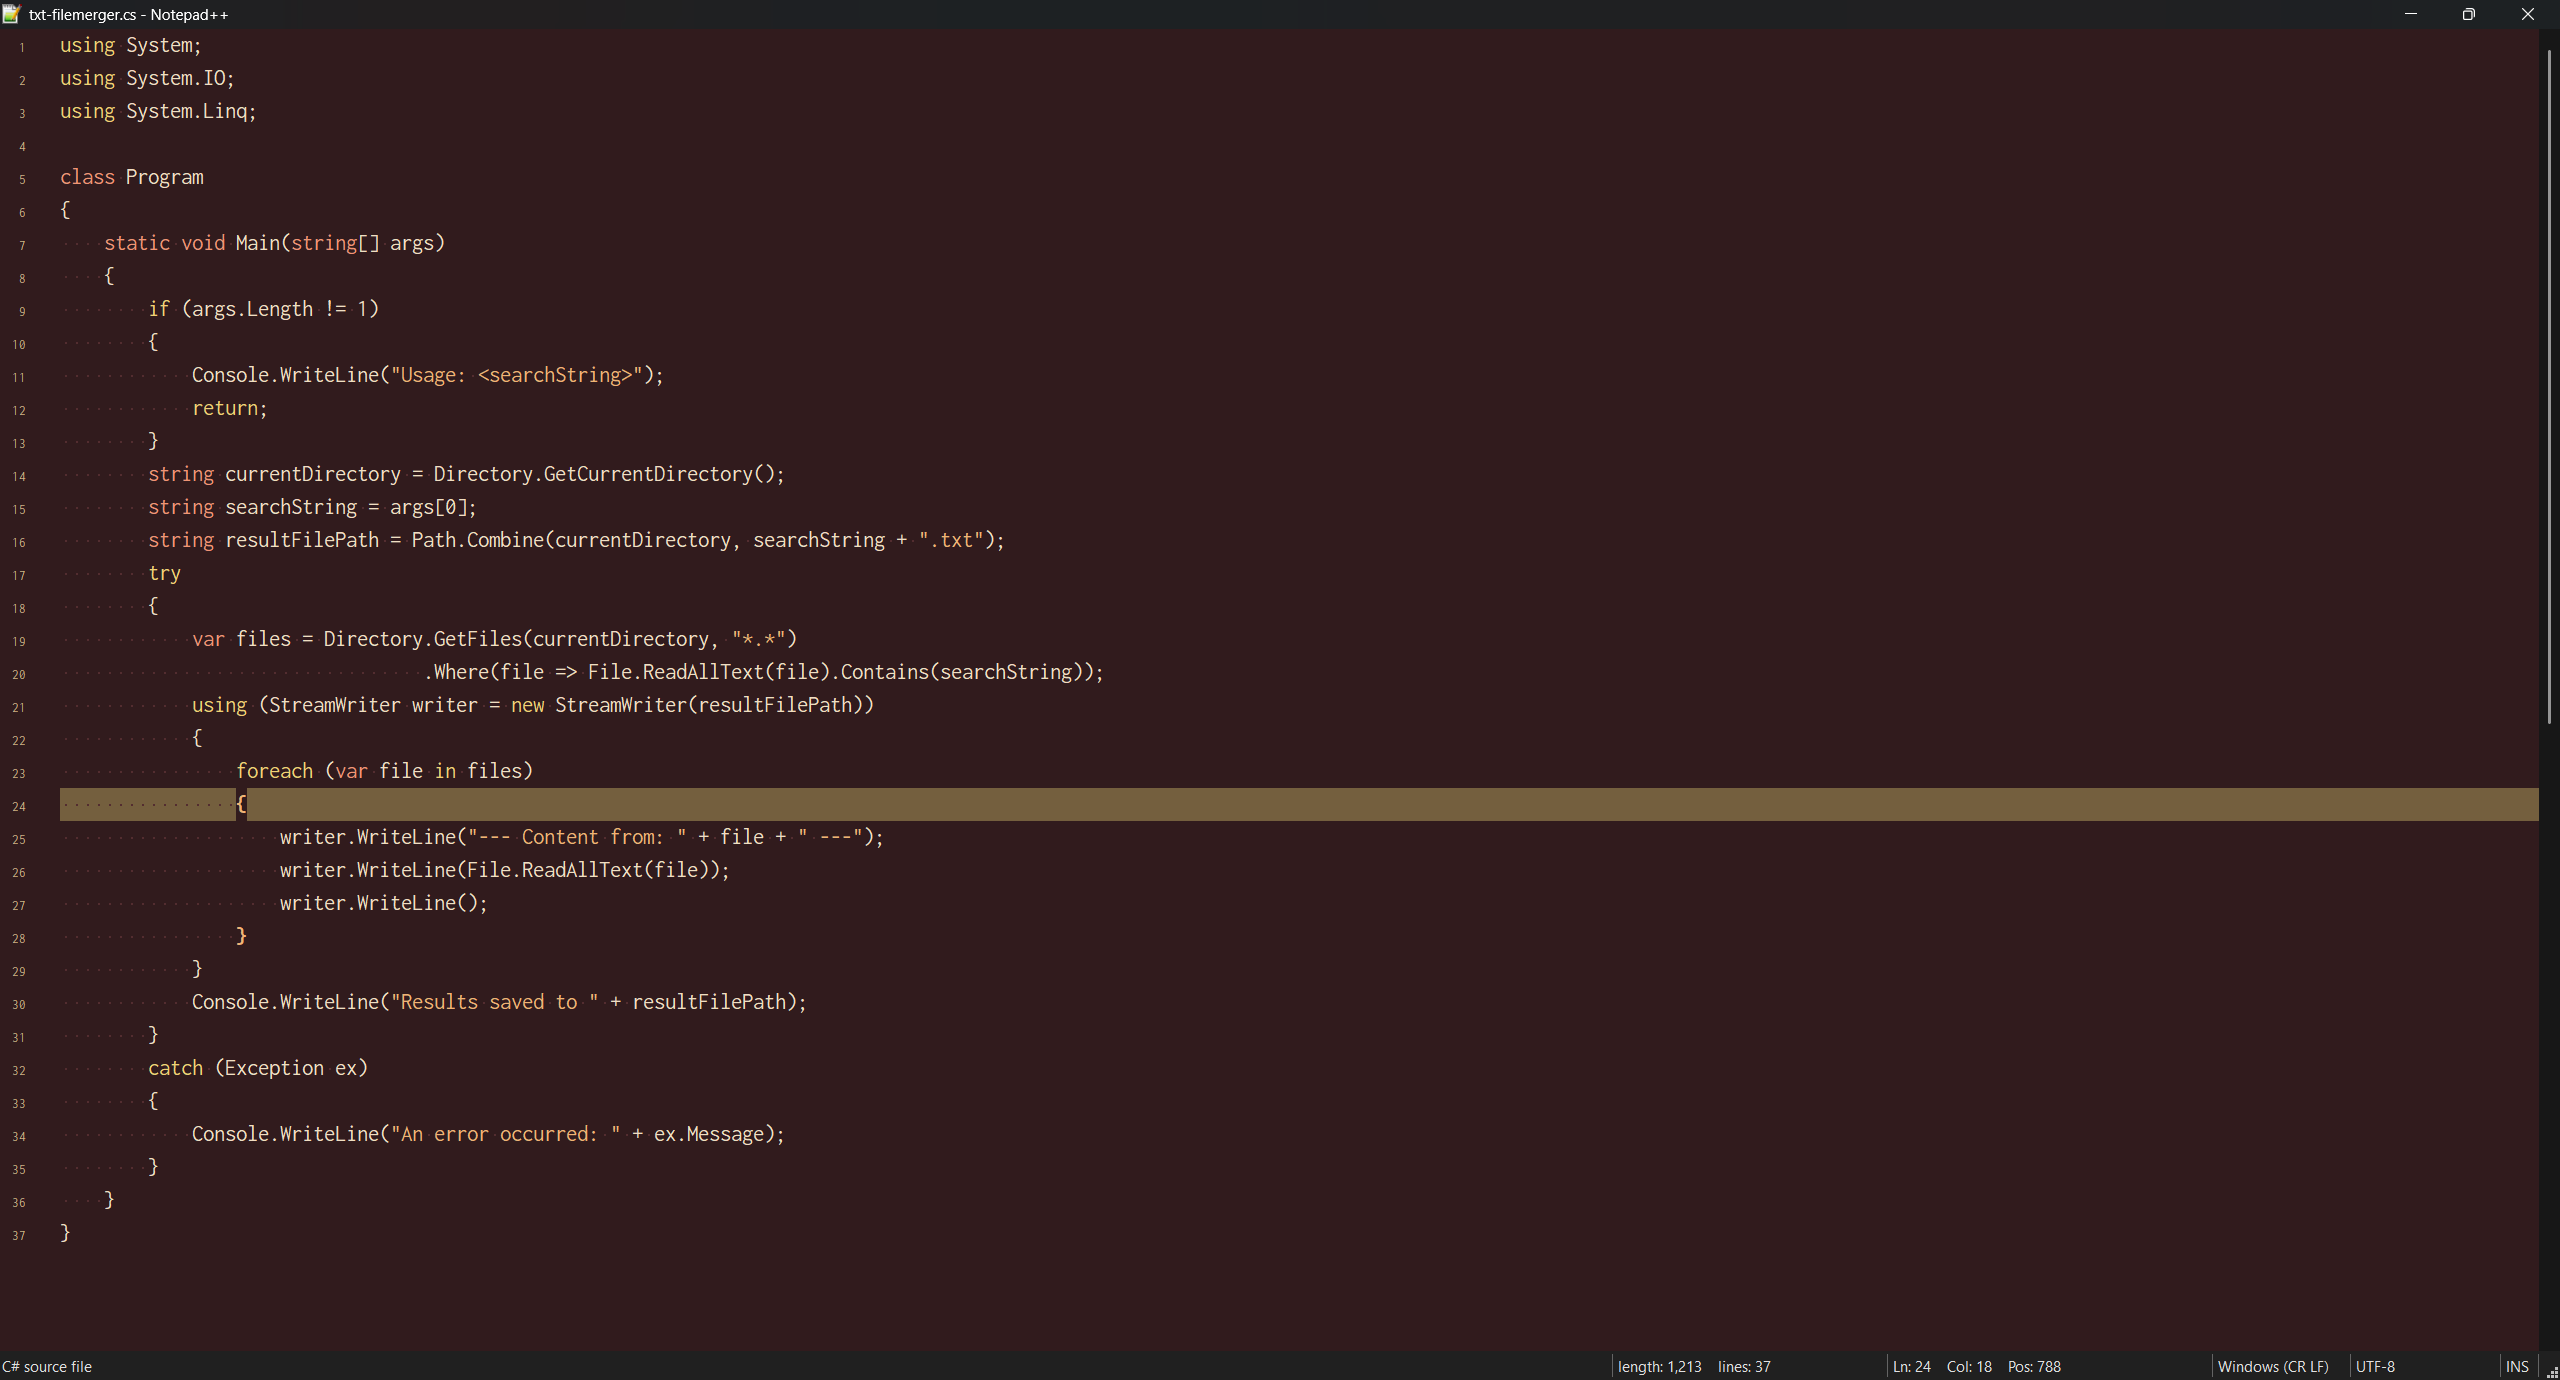 txt-filemerger.cs - Notepad++
1 using System;
2 using System.IO;
3 using System.Linq;
4
5 class Program
6 {
7     static void Main(string[] args)
8     {
9         if (args.Length != 1)
10         {
11             Console.WriteLine("Usage: <searchString>");
12             return;
13         }
14         string currentDirectory = Directory.GetCurrentDirectory();
15         string searchString = args[0];
16         string resultFilePath = Path.Combine(currentDirectory, searchString + ".txt");
17         try
18         {
19             var files = Directory.GetFiles(currentDirectory, "*.*")
20                                  .Where(file => File.ReadAllText(file).Contains(searchString));
21             using (StreamWriter writer = new StreamWriter(resultFilePath))
22             {
23                 foreach (var file in files)
24                 {
25                     writer.WriteLine("--- Content from: " + file + " ---");
26                     writer.WriteLine(File.ReadAllText(file));
27                     writer.WriteLine();
28                 }
29             }
30             Console.WriteLine("Results saved to " + resultFilePath);
31         }
32         catch (Exception ex)
33         {
34             Console.WriteLine("An error occurred: " + ex.Message);
35         }
36     }
37 }
C# source file length: 1,213 lines: 37 Ln: 24 Col: 18 Pos: 788 Windows (CR LF) UTF-8 INS